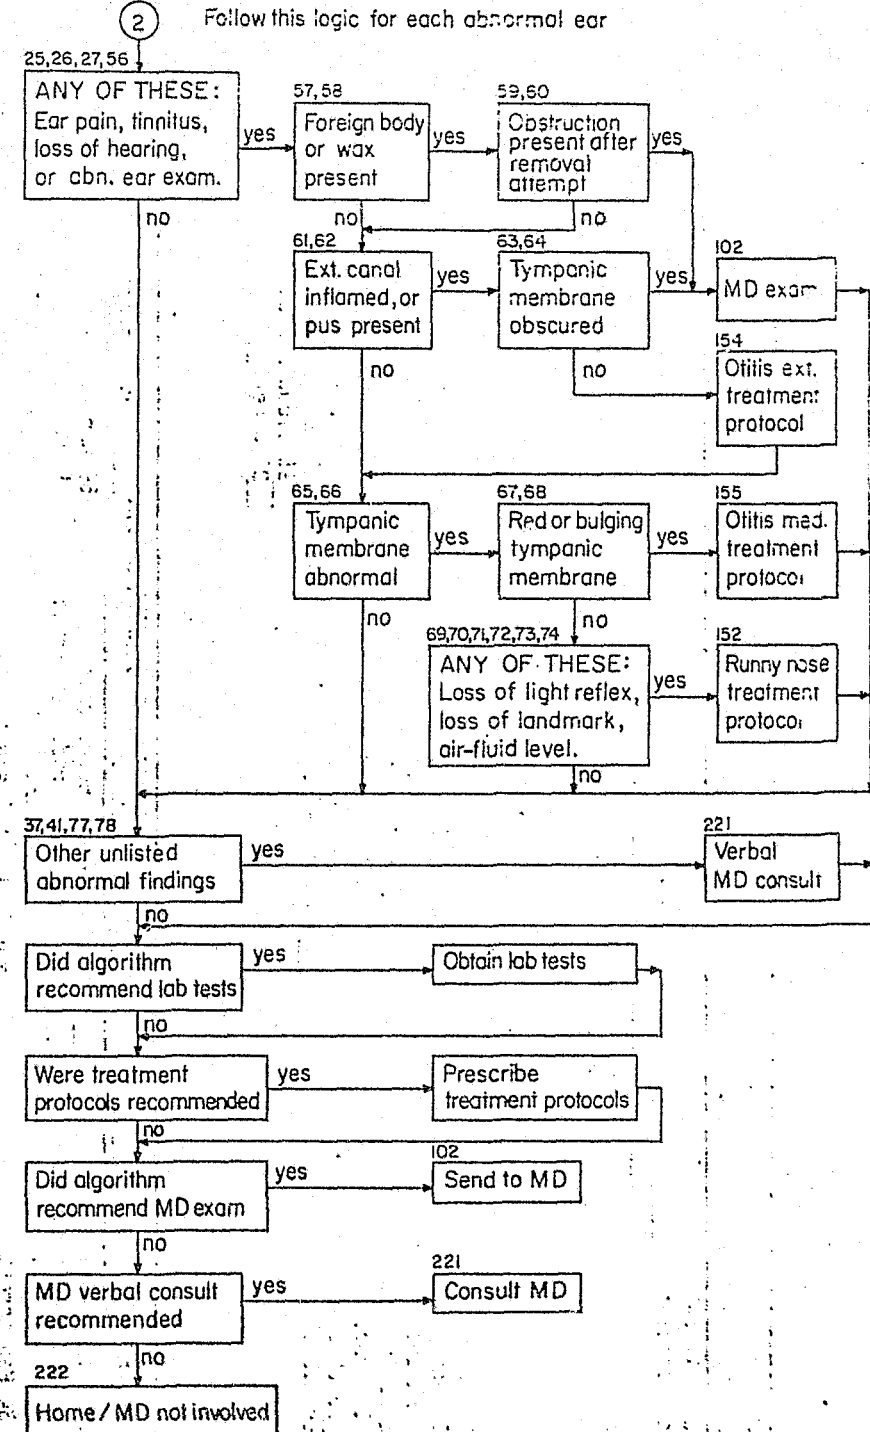 2
Follow this logic for each abnormal ear
25,26,27,56
ANY OF THESE:
Ear pain, tinnitus,
loss of hearing,
or abn. ear exam.
yes
no
57,58
Foreign body
or wax
present
yes
no
59,60
Obstruction
present after
removal
attempt
yes
no
61,62
Ext. canal
inflamed, or
pus present
yes
no
63,64
Tympanic
membrane
obscured
yes
no
102
MD exam
154
Otitis ext.
treatment
protocol
65,66
Tympanic
membrane
abnormal
yes
no
67,68
Red or bulging
tympanic
membrane
yes
no
155
Otitis med.
treatment
protocol
69,70,71,72,73,74
ANY OF THESE:
Loss of light reflex,
loss of landmark,
air-fluid level.
yes
no
152
Runny nose
treatment
protocol
37,41,77,78
Other unlisted
abnormal findings
yes
no
221
Verbal
MD consult
Did algorithm
recommend lab tests
yes
no
Obtain lab tests
Were treatment
protocols recommended
yes
no
Prescribe
treatment protocols
Did algorithm
recommend MD exam
yes
no
102
Send to MD
MD verbal consult
recommended
yes
no
221
Consult MD
222
Home / MD not involved